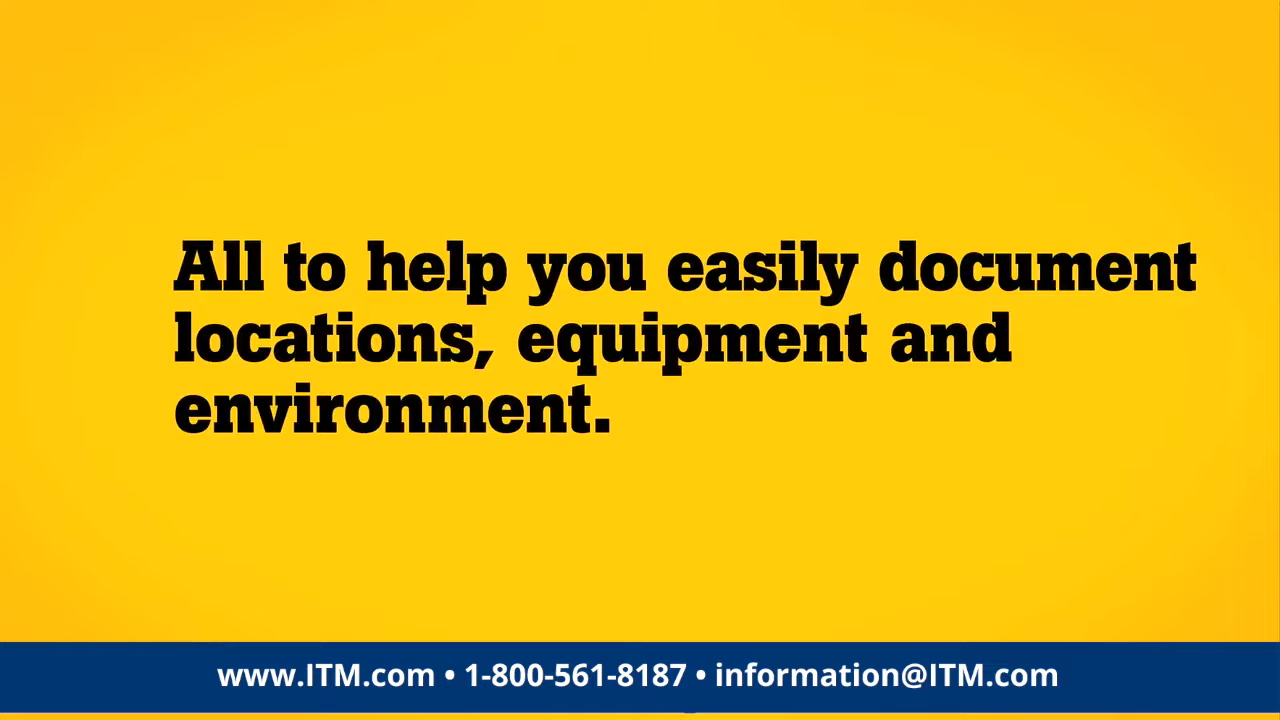 All to help you easily document
locations, equipment and
environment.
www.ITM.com • 1-800-561-8187 • information@ITM.com